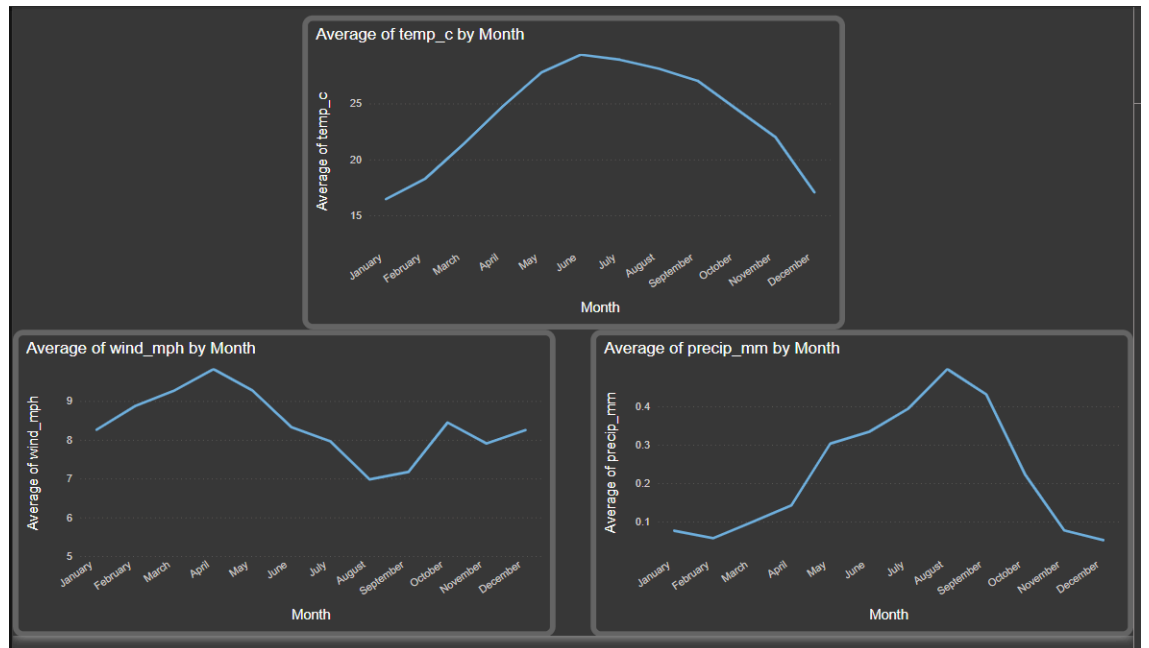 Average of temp_c by Month
Average of temp_c
25
20
15
January February March April May June July August September October November December
Month
Average of wind_mph by Month
Average of wind_mph
9
8
7
6
5
January February March April May June July August September October November December
Month
Average of precip_mm by Month
Average of precip_mm
0.4
0.3
0.2
0.1
January February March April May June July August September October November December
Month